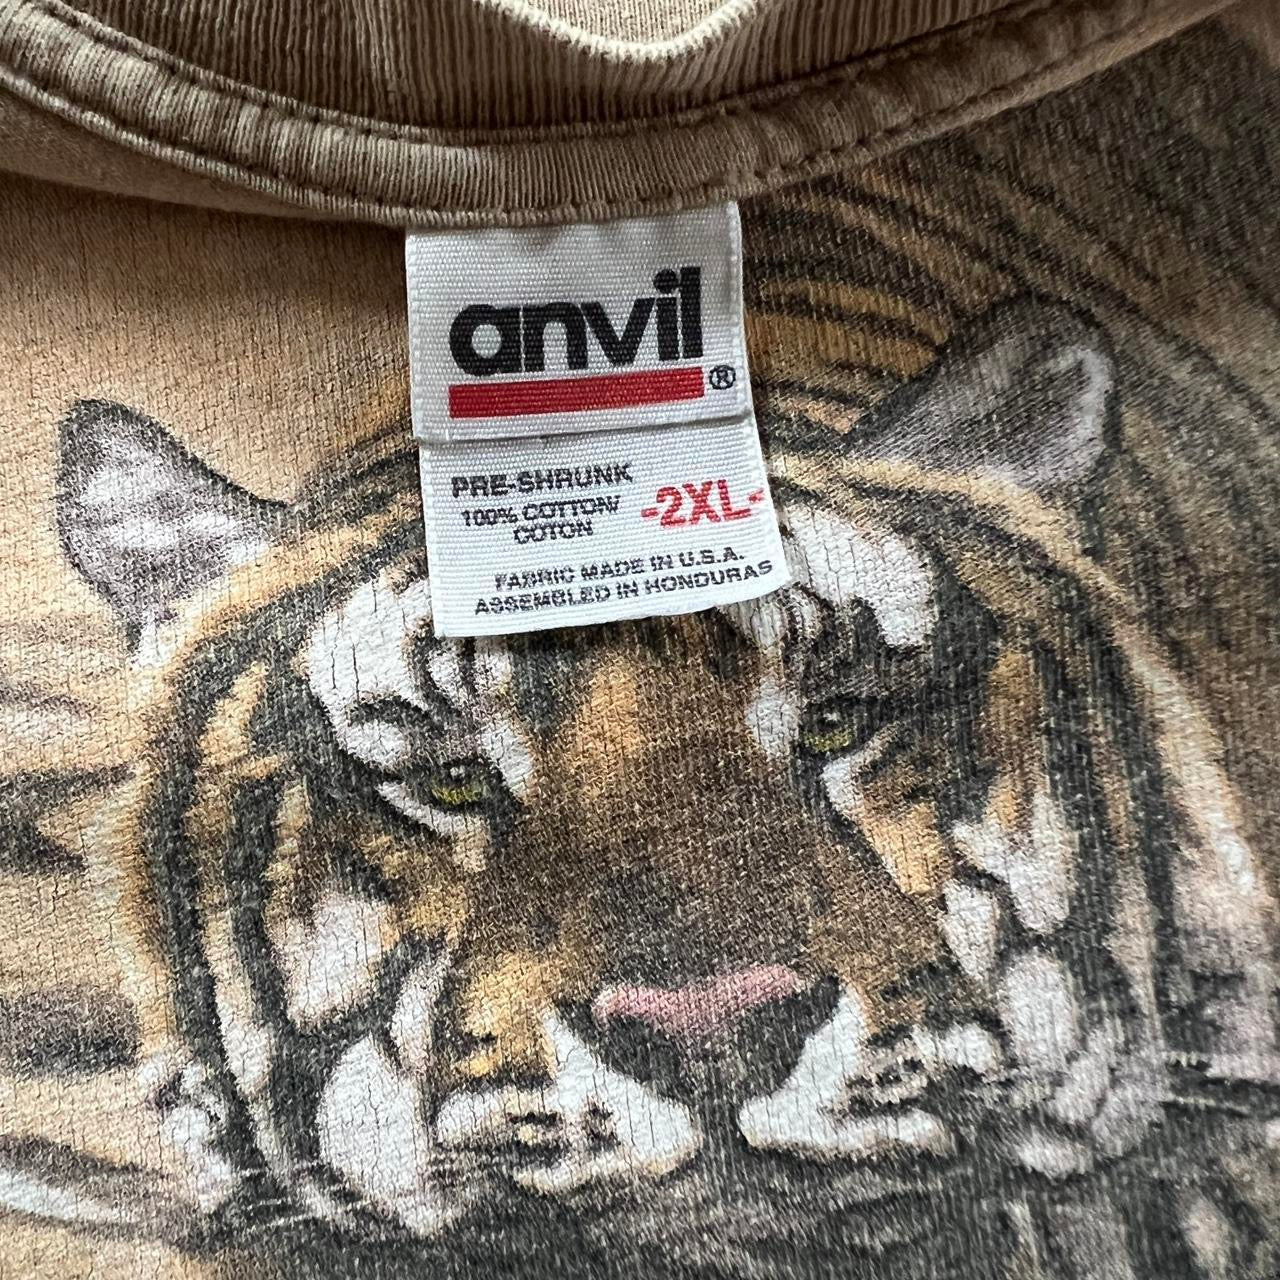 anvil®
PRE-SHRUNK
100% COTTON/
COTON
-2XL-
FABRIC MADE IN U.S.A.
ASSEMBLED IN HONDURAS